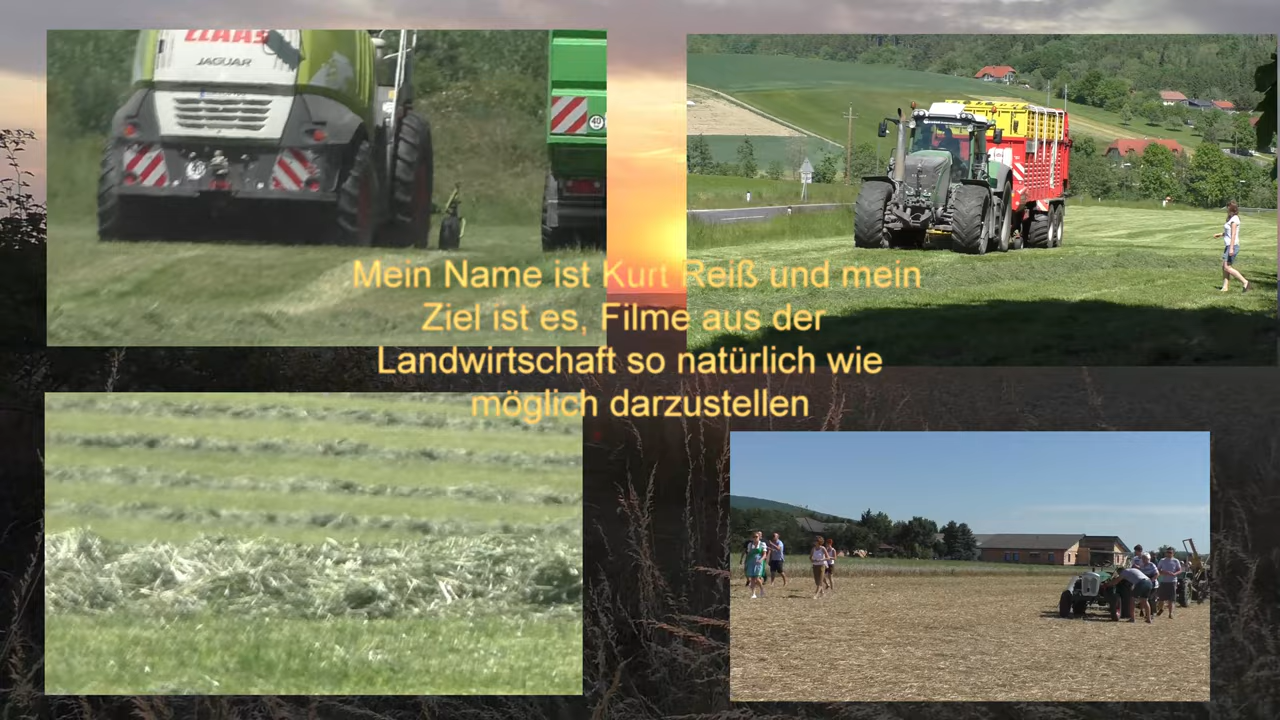 CLAAS
JAGUAR
40
Mein Name ist Kurt Reiß und mein
Ziel ist es, Filme aus der
Landwirtschaft so natürlich wie
möglich darzustellen